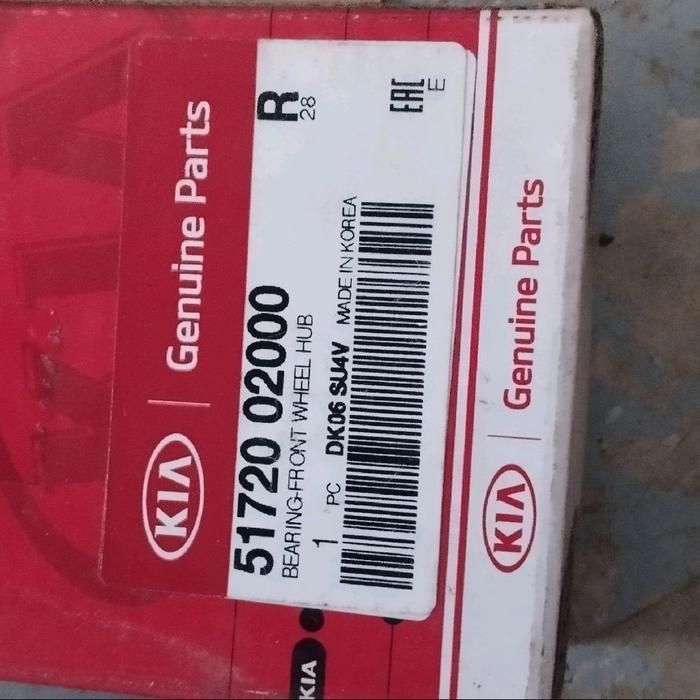 KIA | Genuine Parts
51720 02000
R
28
BEARING-FRONT WHEEL HUB
1 PC DK06 SU4V MADE IN KOREA
EAC
E
KIA | Genuine Parts
KIA